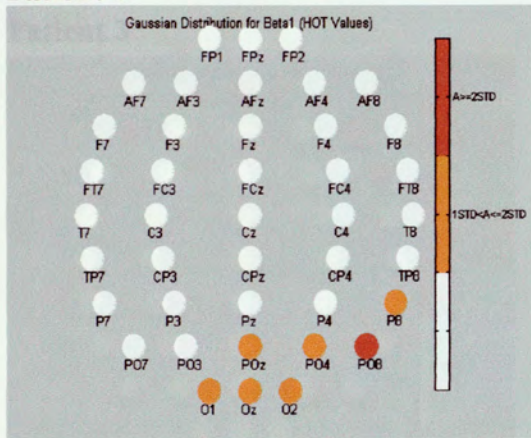 Patient 3
Gaussian Distribution for Beta1 (HOT Values)
FP1 FPz FP2
AF7 AF3 AFz AF4 AF8
A>=2STD
F7 F3 Fz F4 F8
FT7 FC3 FCz FC4 FT8
T7 C3 Cz C4 T8
1STD<A<=2STD
TP7 CP3 CPz CP4 TP8
P7 P3 Pz P4 P8
PO7 PO3 POz PO4 PO8
O1 Oz O2